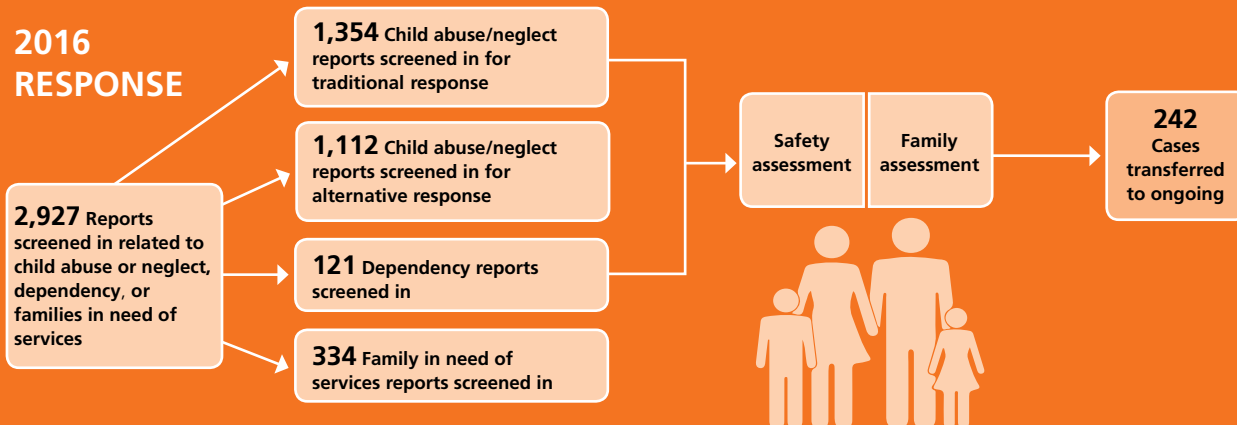 2016
RESPONSE
1,354 Child abuse/neglect
reports screened in for
traditional response
1,112 Child abuse/neglect
reports screened in for
alternative response
2,927 Reports
screened in related to
child abuse or neglect,
dependency, or
families in need of
services
121 Dependency reports
screened in
334 Family in need of
services reports screened in
Safety
assessment
Family
assessment
242
Cases
transferred
to ongoing